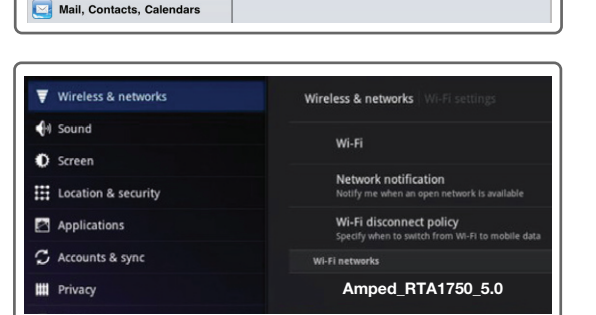 Mail, Contacts, Calendars
Wireless & networks
Sound
Screen
Location & security
Applications
Accounts & sync
Privacy
Wireless & networks Wi-Fi settings
Wi-Fi
Network notification
Notify me when an open network is available
Wi-Fi disconnect policy
Specify when to switch from Wi-Fi to mobile data
Wi-Fi networks
Amped_RTA1750_5.0